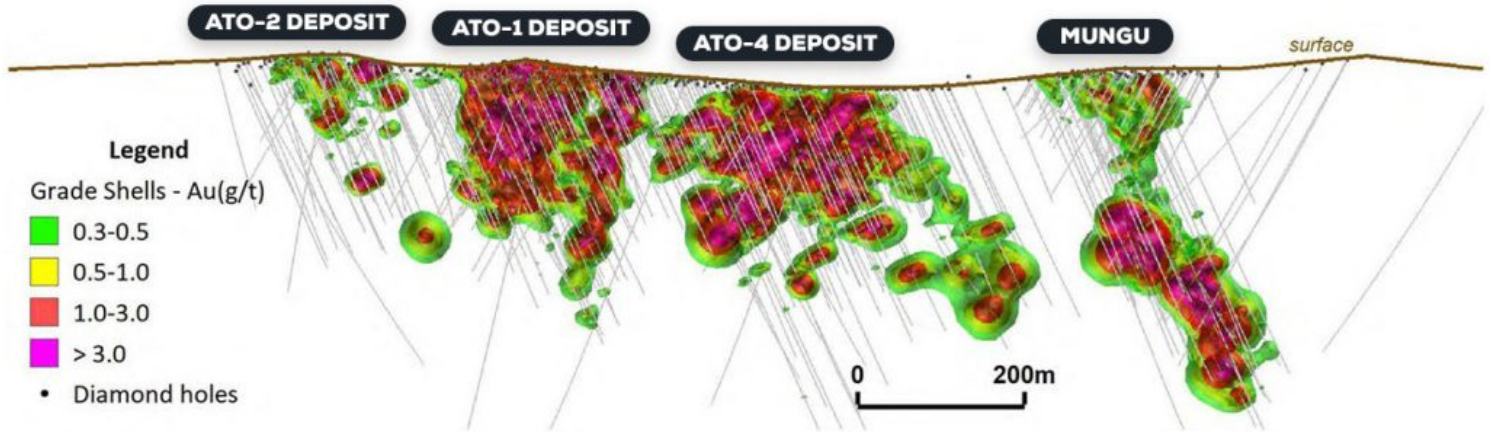 ATO-2 DEPOSIT
ATO-1 DEPOSIT
ATO-4 DEPOSIT
MUNGU
surface
Legend
Grade Shells - Au(g/t)
0.3-0.5
0.5-1.0
1.0-3.0
> 3.0
Diamond holes
0 200m